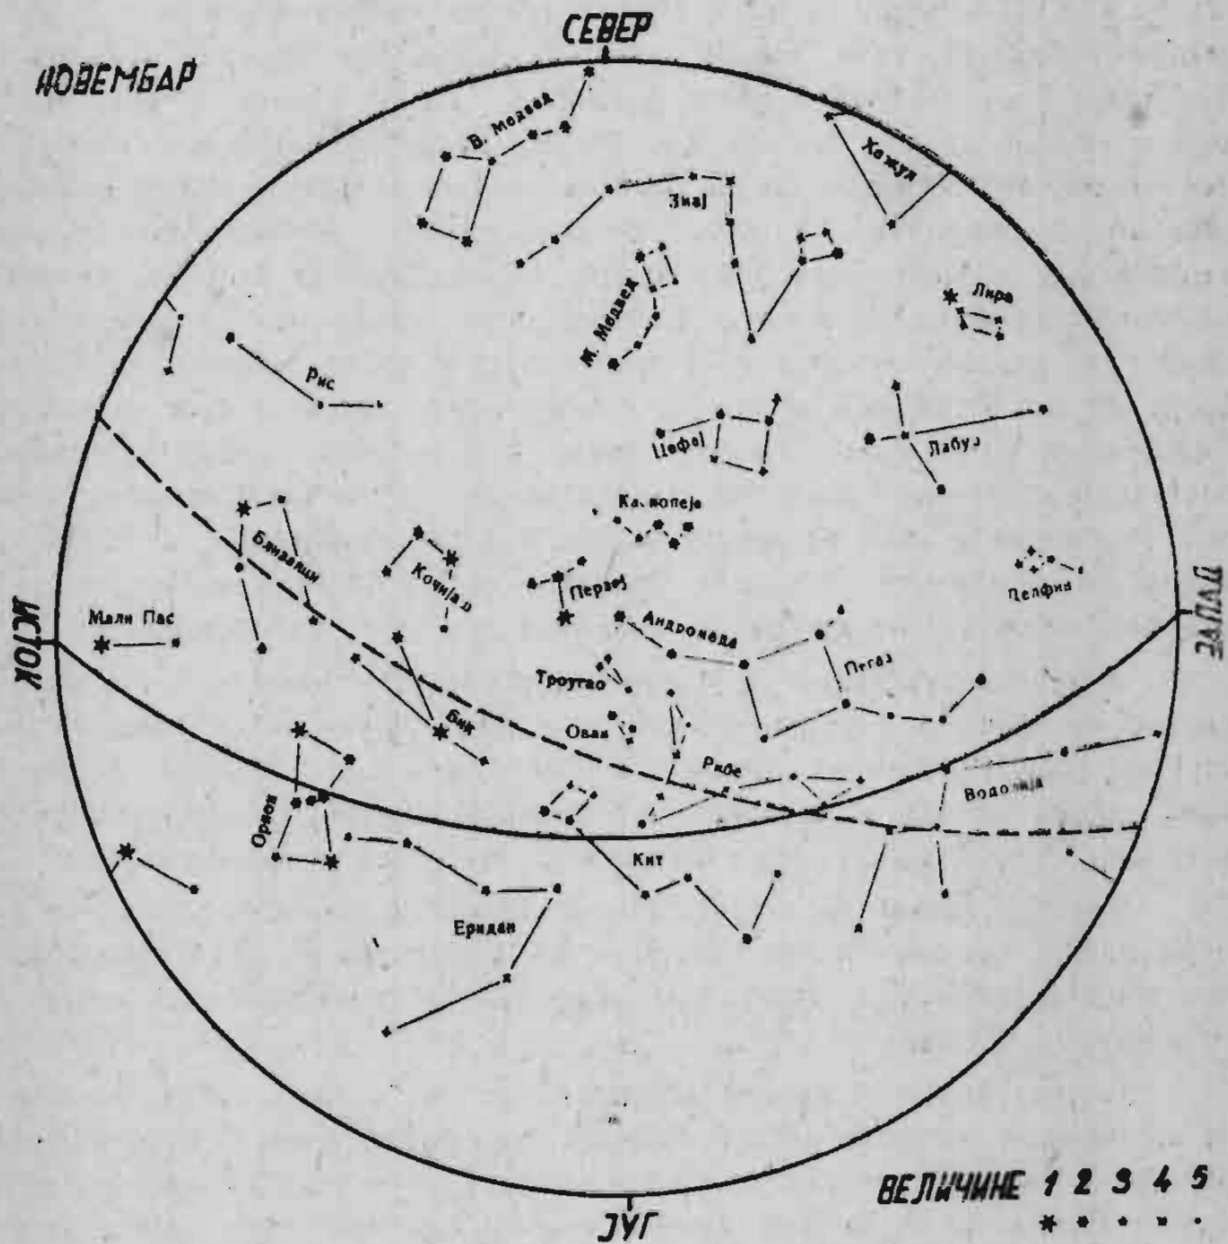 СЕВЕР
НОВЕМБАР
В. Медвед
Хажуд
Змај
М. Медвед
Лира
Рис
Цефеј
Лабуд
Касиопеја
Близанци
Кочијаш
Персеј
Делфин
Мали Пас
Андромеда
ИСТОК
ЗАПАД
Троугао
Пегаз
Бик
Ован
Рибе
Водолија
Орион
Кит
Еридан
ВЕЛИЧИНЕ 1 2 3 4 5
ЈУГ